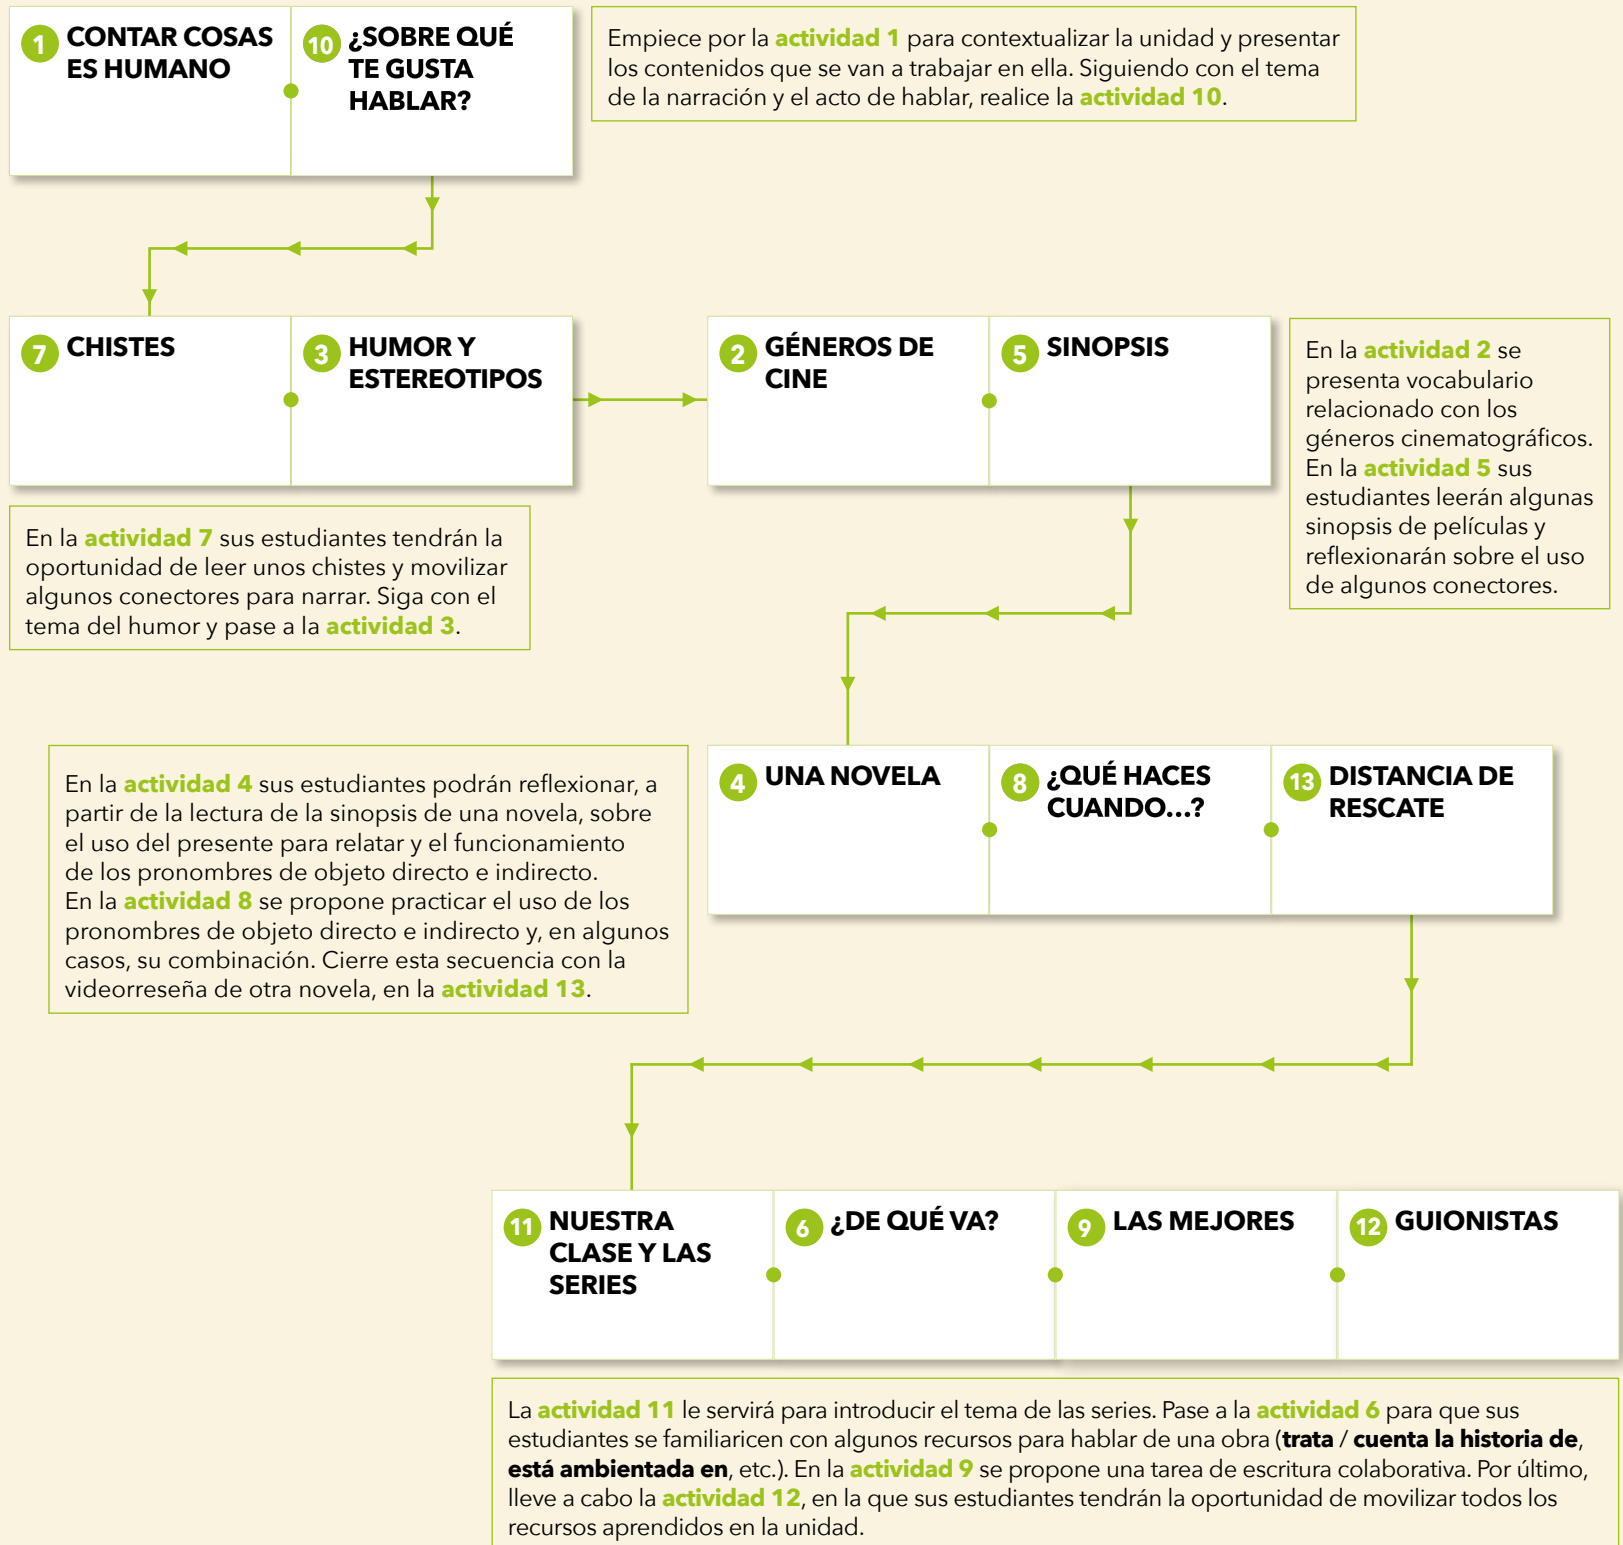 1 CONTAR COSAS
ES HUMANO
10 ¿SOBRE QUÉ
TE GUSTA
HABLAR?
Empiece por la actividad 1 para contextualizar la unidad y presentar
los contenidos que se van a trabajar en ella. Siguiendo con el tema
de la narración y el acto de hablar, realice la actividad 10.
7 CHISTES
3 HUMOR Y
ESTEREOTIPOS
2 GÉNEROS DE
CINE
5 SINOPSIS
En la actividad 2 se
presenta vocabulario
relacionado con los
géneros cinematográficos.
En la actividad 5 sus
estudiantes leerán algunas
sinopsis de películas y
reflexionarán sobre el uso
de algunos conectores.
En la actividad 7 sus estudiantes tendrán la
oportunidad de leer unos chistes y movilizar
algunos conectores para narrar. Siga con el
tema del humor y pase a la actividad 3.
En la actividad 4 sus estudiantes podrán reflexionar, a
partir de la lectura de la sinopsis de una novela, sobre
el uso del presente para relatar y el funcionamiento
de los pronombres de objeto directo e indirecto.
En la actividad 8 se propone practicar el uso de los
pronombres de objeto directo e indirecto y, en algunos
casos, su combinación. Cierre esta secuencia con la
videorreseña de otra novela, en la actividad 13.
4 UNA NOVELA
8 ¿QUÉ HACES
CUANDO…?
13 DISTANCIA DE
RESCATE
11 NUESTRA
CLASE Y LAS
SERIES
6 ¿DE QUÉ VA?
9 LAS MEJORES
12 GUIONISTAS
La actividad 11 le servirá para introducir el tema de las series. Pase a la actividad 6 para que sus
estudiantes se familiaricen con algunos recursos para hablar de una obra (trata / cuenta la historia de,
está ambientada en, etc.). En la actividad 9 se propone una tarea de escritura colaborativa. Por último,
lleve a cabo la actividad 12, en la que sus estudiantes tendrán la oportunidad de movilizar todos los
recursos aprendidos en la unidad.